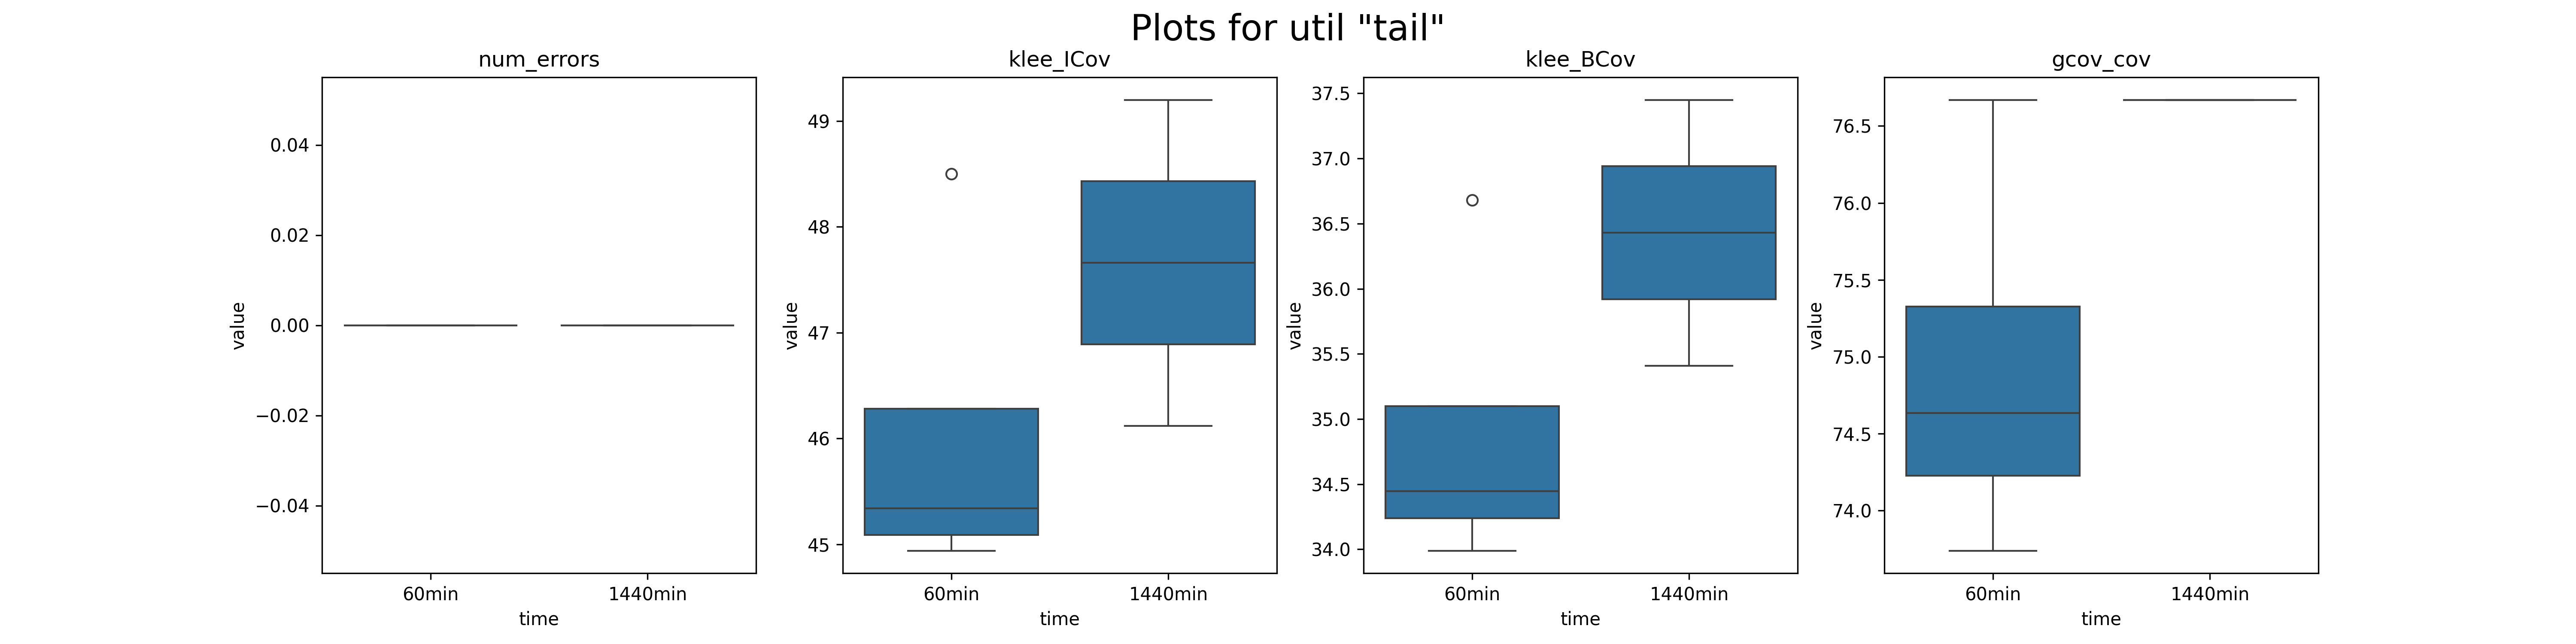 Plots for util "tail"
num_errors
value
0.04
0.02
0.00
−0.02
−0.04
60min
1440min
time
klee_ICov
value
49
48
47
46
45
60min
1440min
time
klee_BCov
value
37.5
37.0
36.5
36.0
35.5
35.0
34.5
34.0
60min
1440min
time
gcov_cov
value
76.5
76.0
75.5
75.0
74.5
74.0
60min
1440min
time